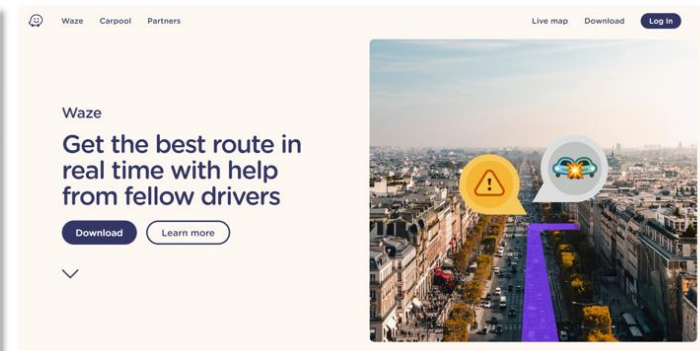 Waze Carpool Partners Live map Download Log in
Waze
Get the best route in
real time with help
from fellow drivers
Download Learn more
!